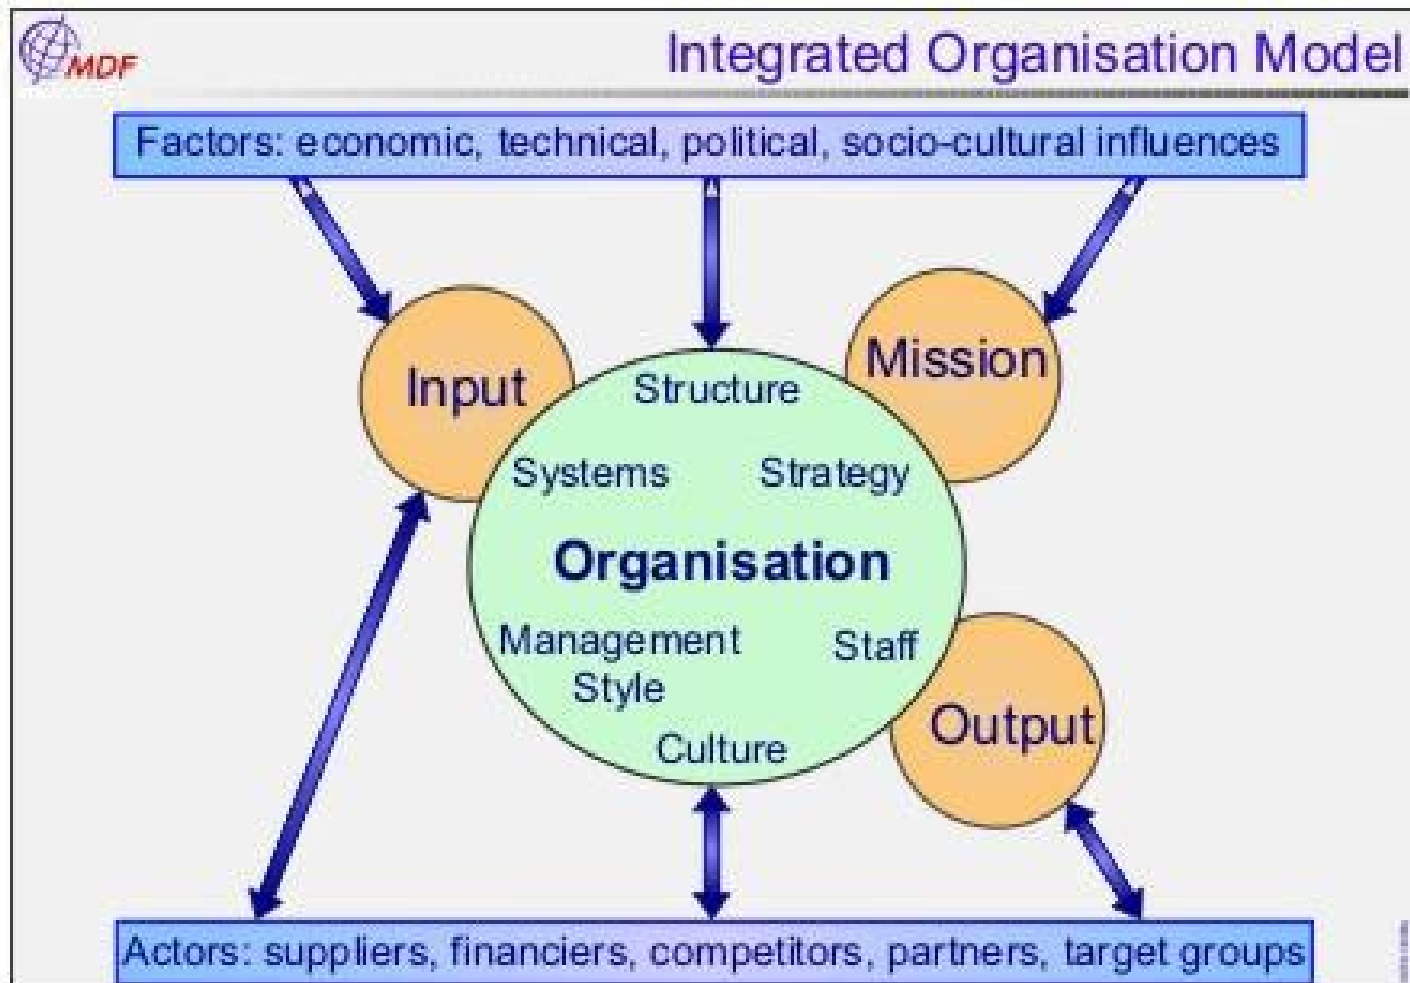 MDF
Integrated Organisation Model
Factors: economic, technical, political, socio-cultural influences
Input
Mission
Structure
Systems
Strategy
Organisation
Management
Style
Staff
Culture
Output
Actors: suppliers, financiers, competitors, partners, target groups